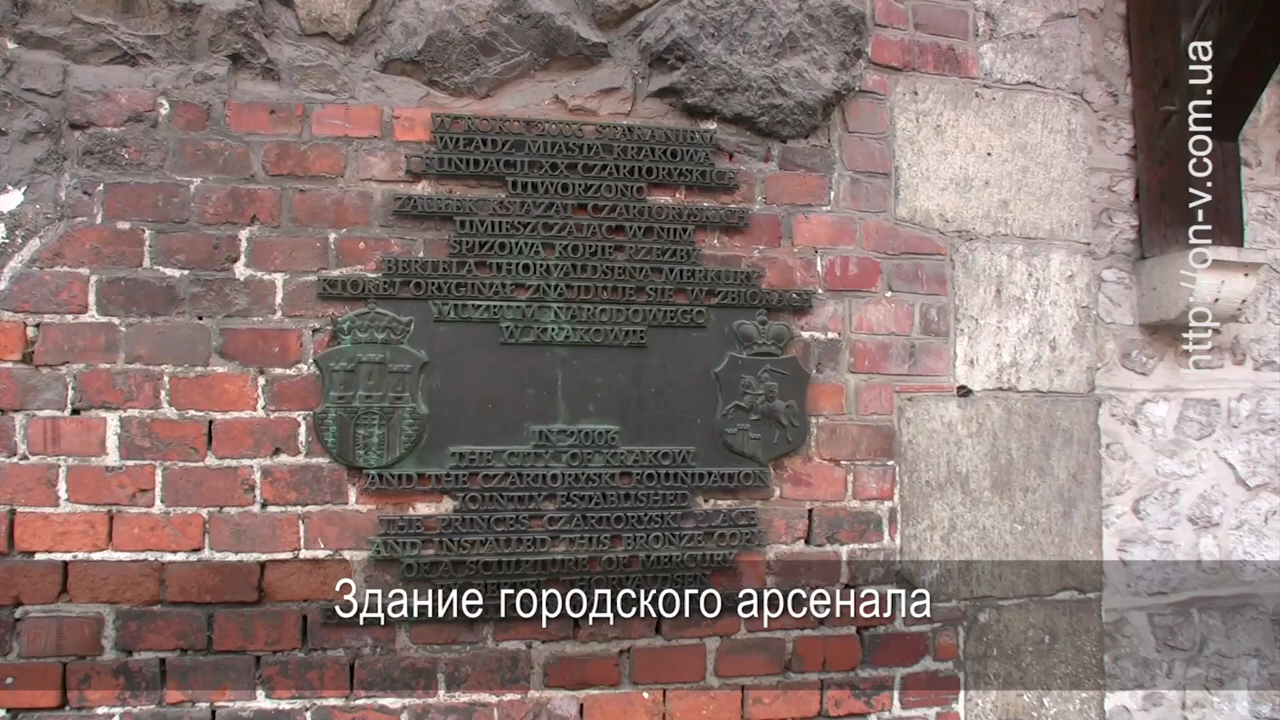 W ROKU 2006 STARANIEM
WŁADZ MIASTA KRAKOWA
I FUNDACJI XX CZARTORYSKICH
UTWORZONO
ZAUŁEK KSIĄŻĄT CZARTORYSKICH
UMIESZCZAJĄC W NIM
SPIŻOWĄ KOPIĘ RZEŹBY
BERTELA THORVALDSENA MERKURY
KTÓREJ ORYGINAŁ ZNAJDUJE SIĘ W ZBIORACH
MUZEUM NARODOWEGO
W KRAKOWIE
IN 2006
THE CITY OF KRAKOW
AND THE CZARTORYSKI FOUNDATION
JOINTLY ESTABLISHED
THE PRINCES CZARTORYSKI PLACE
AND INSTALLED THIS BRONZE COPY
OF A SCULPTURE OF MERCURY
THORVALDSEN
Здание городского арсенала
http://on-v.com.ua